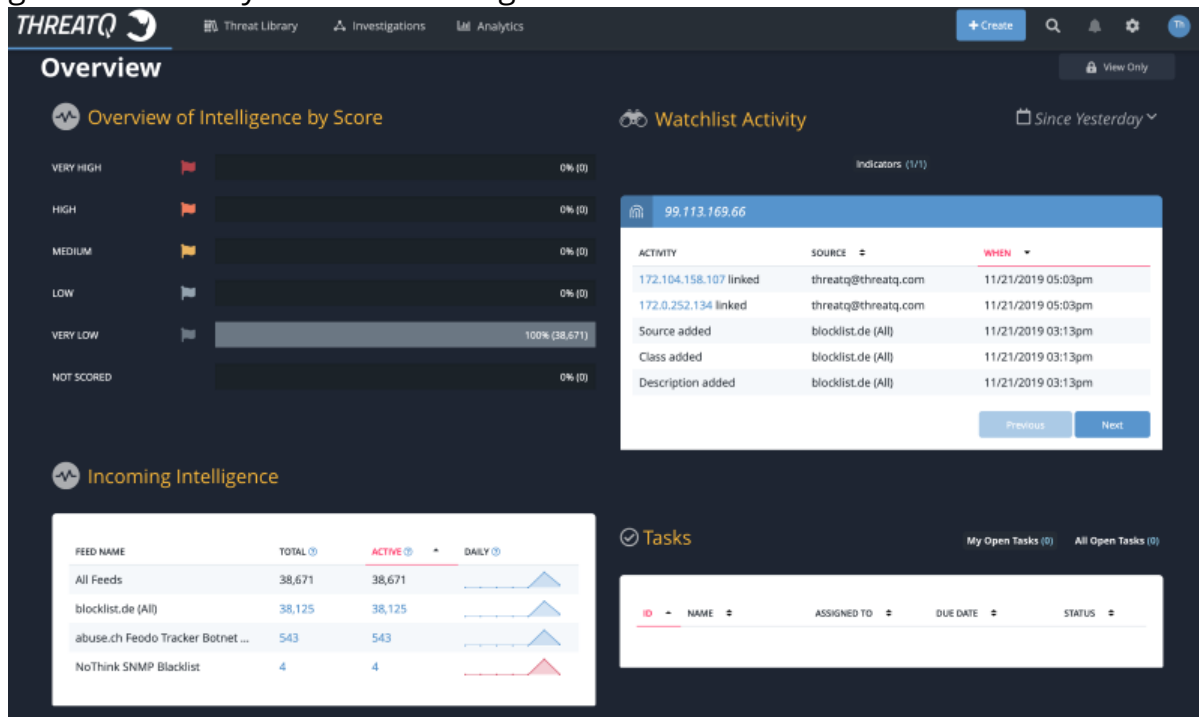 THREATQ
Threat Library
Investigations
Analytics
+ Create
Th
Overview
View Only
Overview of Intelligence by Score
VERY HIGH 0% (0)
HIGH 0% (0)
MEDIUM 0% (0)
LOW 0% (0)
VERY LOW 100% (38,671)
NOT SCORED 0% (0)
Watchlist Activity
Since Yesterday
Indicators (1/1)
99.113.169.66
ACTIVITY SOURCE WHEN
172.104.158.107 linked threatq@threatq.com 11/21/2019 05:03pm
172.0.252.134 linked threatq@threatq.com 11/21/2019 05:03pm
Source added blocklist.de (All) 11/21/2019 03:13pm
Class added blocklist.de (All) 11/21/2019 03:13pm
Description added blocklist.de (All) 11/21/2019 03:13pm
Previous Next
Incoming Intelligence
FEED NAME TOTAL ACTIVE DAILY
All Feeds 38,671 38,671
blocklist.de (All) 38,125 38,125
abuse.ch Feodo Tracker Botnet ... 543 543
NoThink SNMP Blacklist 4 4
Tasks
My Open Tasks (0) All Open Tasks (0)
ID NAME ASSIGNED TO DUE DATE STATUS